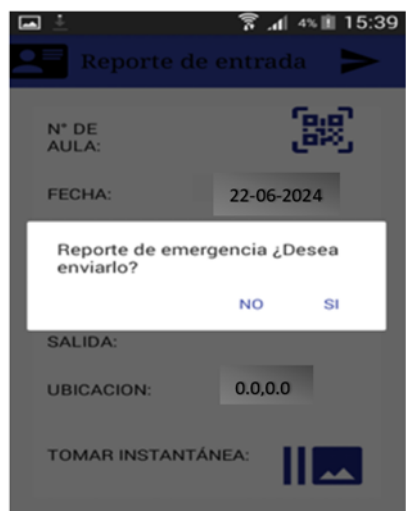 4% 15:39
Reporte de entrada
N° DE
AULA:
FECHA: 22-06-2024
Reporte de emergencia ¿Desea
enviarlo?
NO SI
SALIDA:
UBICACION: 0.0,0.0
TOMAR INSTANTÁNEA: